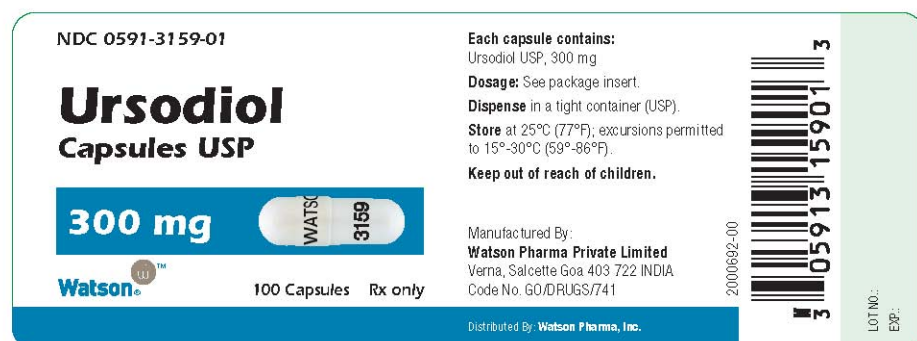 NDC 0591-3159-01
Ursodiol
Capsules USP
300 mg
WATSO
3159
Watson®
W™
100 Capsules Rx only
Each capsule contains:
Ursodiol USP, 300 mg
Dosage: See package insert.
Dispense in a tight container (USP).
Store at 25°C (77°F); excursions permitted
to 15°-30°C (59°-86°F).
Keep out of reach of children.
Manufactured By:
Watson Pharma Private Limited
Verna, Salcette Goa 403 722 INDIA
Code No. GO/DRUGS/741
Distributed By: Watson Pharma, Inc.
2000692-00
3 05913 15901 3
LOT NO.:
EXP.: